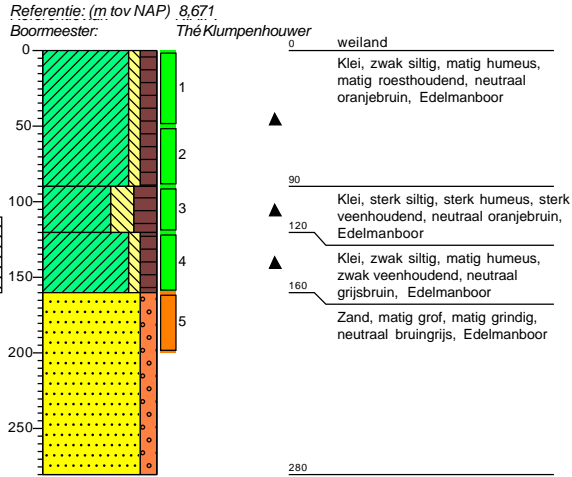 Referentie: (m tov NAP) 8,671
Boormeester: Thé Klumpenhouwer
0
50
100
150
200
250
1
2
3
4
5
0 weiland
Klei, zwak siltig, matig humeus,
matig roesthoudend, neutraal
oranjebruin, Edelmanboor
90
Klei, sterk siltig, sterk humeus, sterk
veenhoudend, neutraal oranjebruin,
Edelmanboor
120
Klei, zwak siltig, matig humeus,
zwak veenhoudend, neutraal
grijsbruin, Edelmanboor
160
Zand, matig grof, matig grindig,
neutraal bruingrijs, Edelmanboor
280